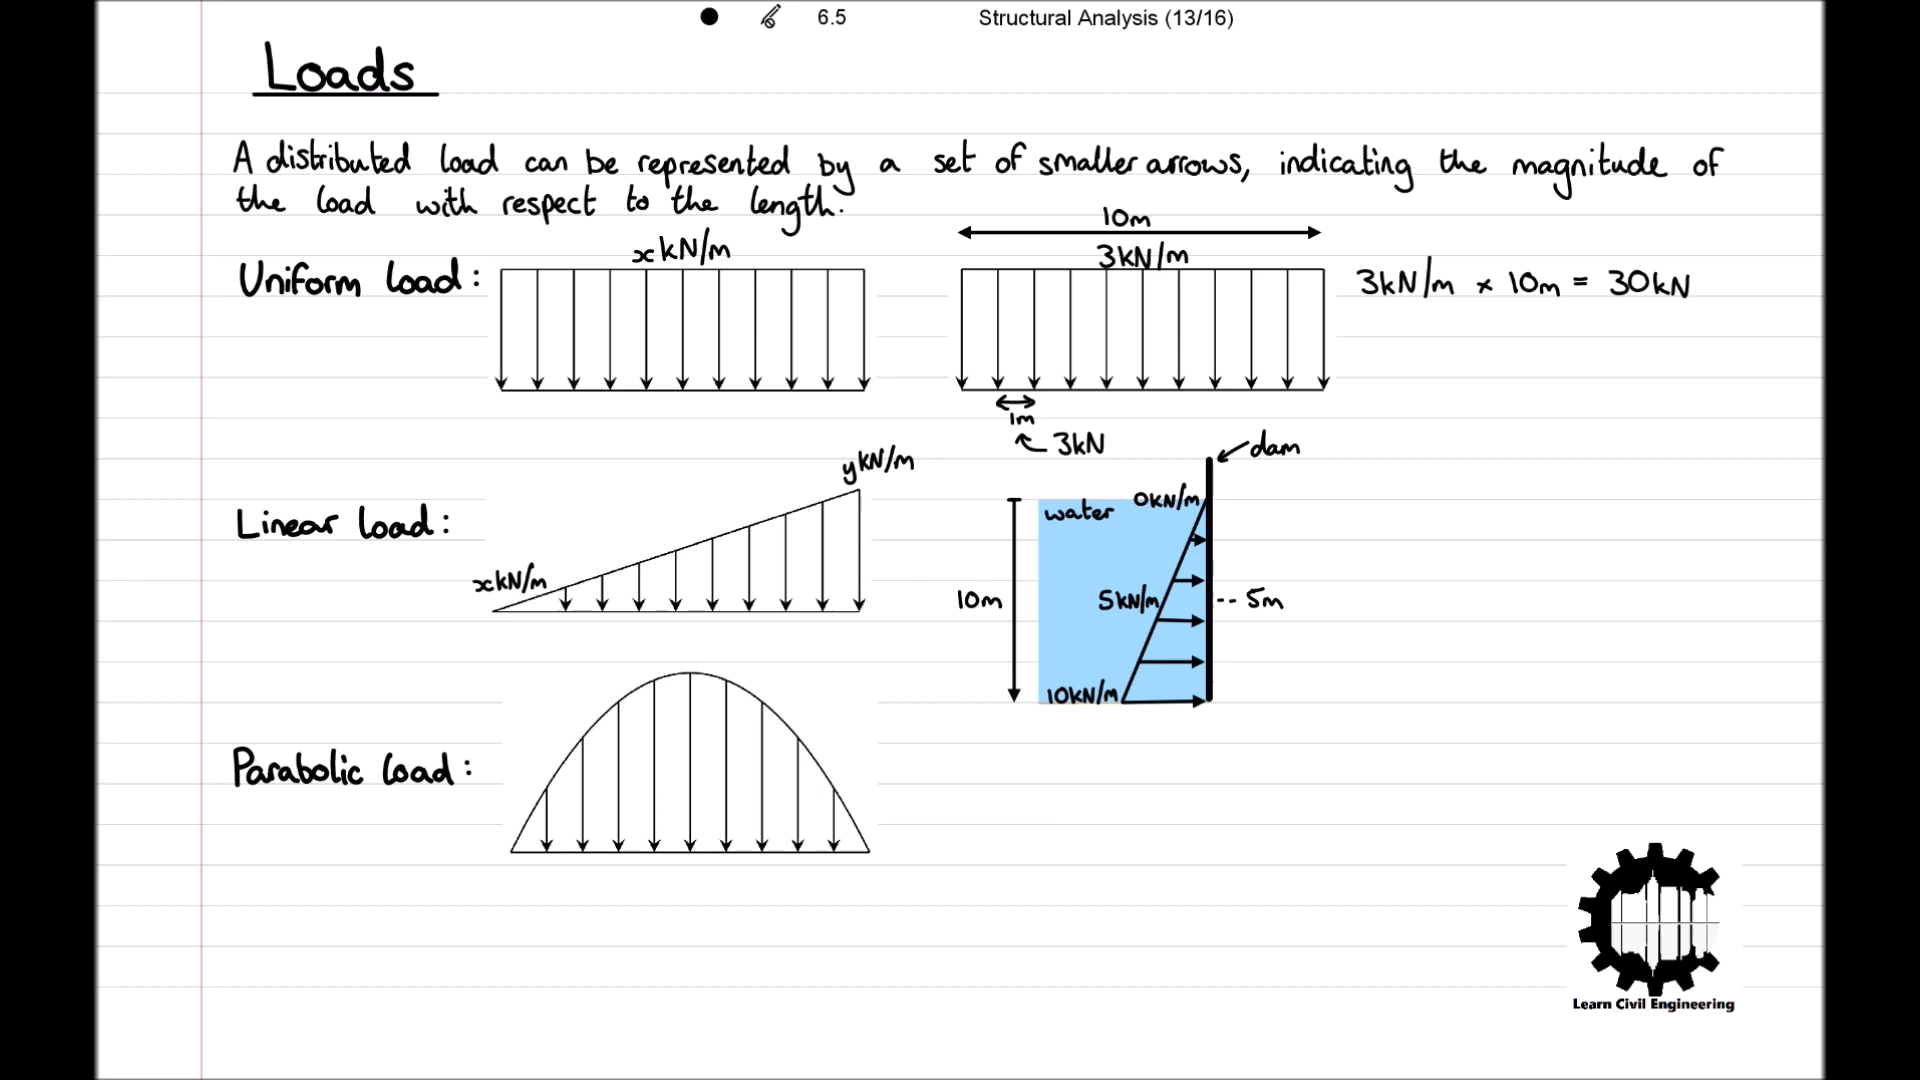 6.5 Structural Analysis (13/16)
Loads
A distributed load can be represented by a set of smaller arrows, indicating the magnitude of
the load with respect to the length.
10m
Uniform load: xkN/m 3kN/m 3kN/m × 10m = 30kN
1m
3kN
dam
ykN/m
Linear load:
xkN/m
water 0kN/m
10m 5kN/m -- 5m
10kN/m
Parabolic load:
Learn Civil Engineering